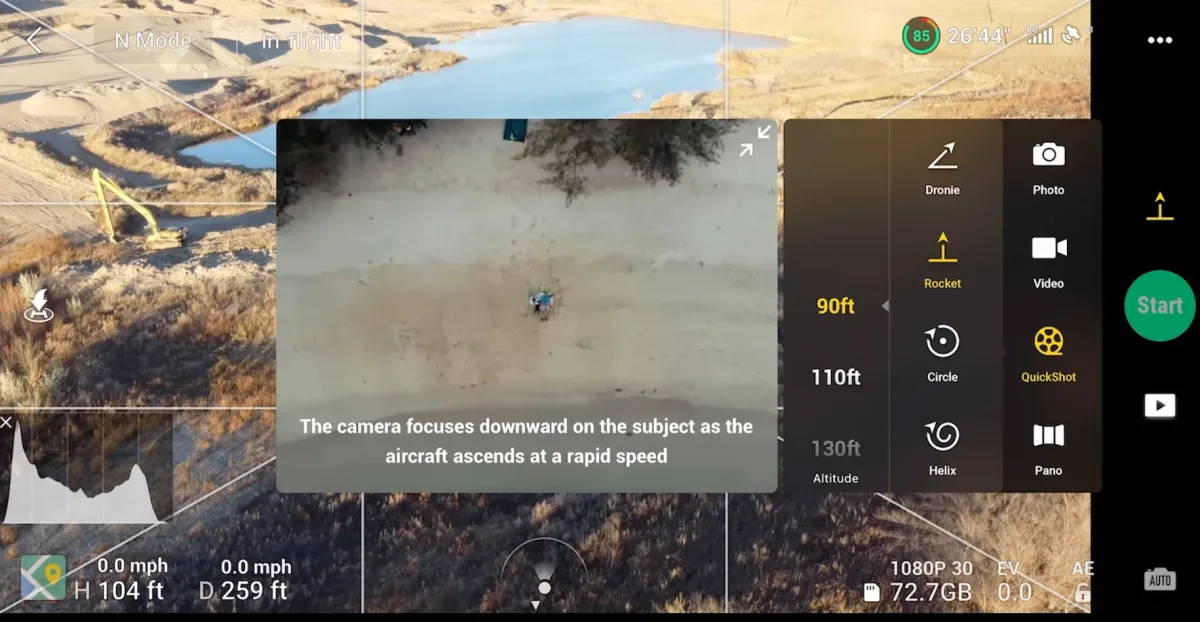 N Mode
In flight
85
26'44"
RC
Dronie
Photo
Rocket
Video
90ft
Start
110ft
Circle
QuickShot
The camera focuses downward on the subject as the
aircraft ascends at a rapid speed
130ft
Altitude
Helix
Pano
0.0 mph
0.0 mph
H 104 ft
D 259 ft
1080P 30
EV
AE
72.7GB
0.0
AUTO